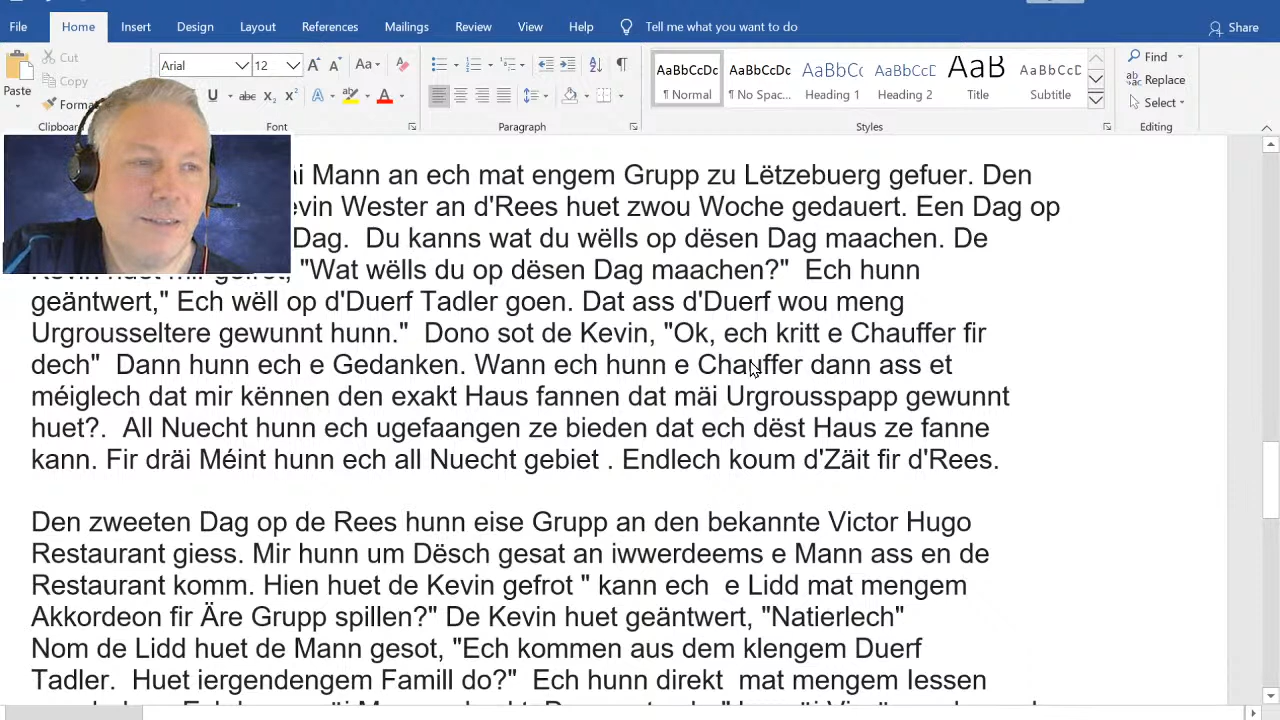 File Home Insert Design Layout References Mailings Review View Help Tell me what you want to do Share
Cut
Copy
Paste
Arial 12
Aa
U abc X₂ X² A A
AaBbCcDc AaBbCcDc AaBbCc AaBbCcD AaB AaBbCcD
¶ Normal ¶ No Spac... Heading 1 Heading 2 Title Subtitle
Find
Replace
Select
Font Paragraph Styles Editing
Mann an ech mat engem Grupp zu Lëtzebuerg gefuer. Den
Wester an d'Rees huet zwou Woche gedauert. Een Dag op
Dag. Du kanns wat du wëlls op dësen Dag maachen. De
"Wat wëlls du op dësen Dag maachen?" Ech hunn
geäntwert," Ech wëll op d'Duerf Tadler goen. Dat ass d'Duerf wou meng
Urgrousseltere gewunnt hunn." Dono sot de Kevin, "Ok, ech kritt e Chauffer fir
dech" Dann hunn ech e Gedanken. Wann ech hunn e Chauffer dann ass et
méiglech dat mir kënnen den exakt Haus fannen dat mäi Urgrousspapp gewunnt
huet?. All Nuecht hunn ech ugefaangen ze bieden dat ech dëst Haus ze fanne
kann. Fir dräi Méint hunn ech all Nuecht gebiet . Endlech koum d'Zäit fir d'Rees.
Den zweeten Dag op de Rees hunn eise Grupp an den bekannte Victor Hugo
Restaurant giess. Mir hunn um Dësch gesat an iwwerdeems e Mann ass en de
Restaurant komm. Hien huet de Kevin gefrot " kann ech e Lidd mat mengem
Akkordeon fir Äre Grupp spillen?" De Kevin huet geäntwert, "Natierlech"
Nom de Lidd huet de Mann gesot, "Ech kommen aus dem klengem Duerf
Tadler. Huet iergendengem Famill do?" Ech hunn direkt mat mengem Iessen